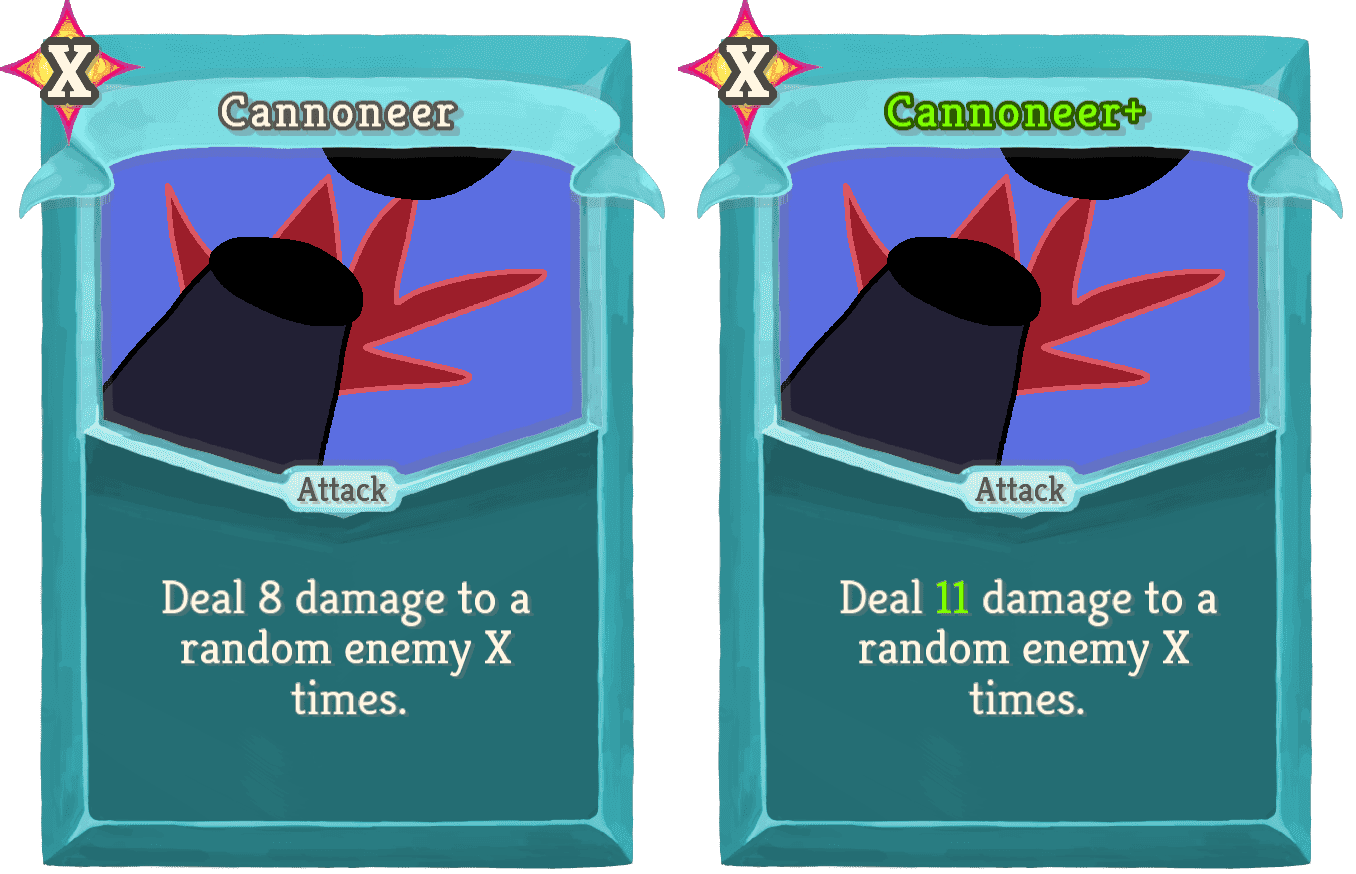 X
Cannoneer
Attack
Deal 8 damage to a
random enemy X
times.
X
Cannoneer+
Attack
Deal 11 damage to a
random enemy X
times.